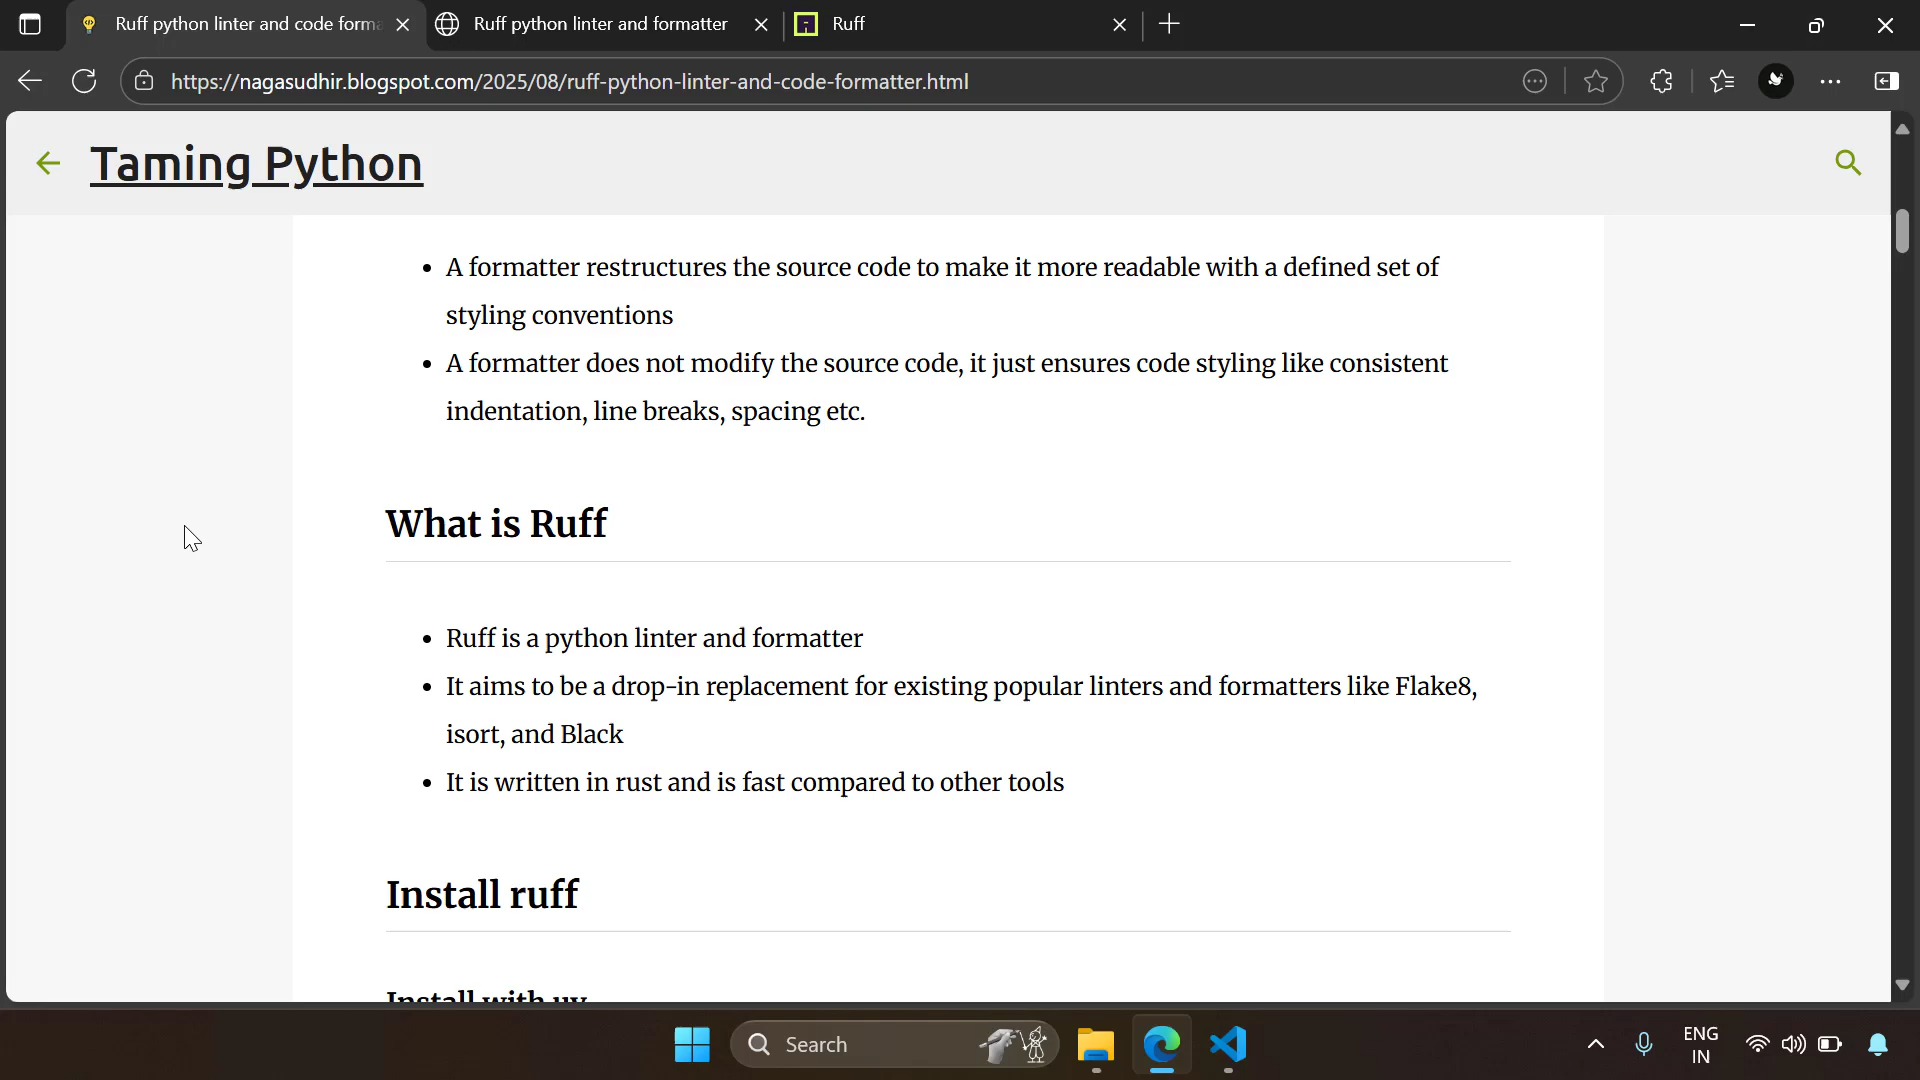 Ruff python linter and code forma
Ruff python linter and formatter
Ruff
https://nagasudhir.blogspot.com/2025/08/ruff-python-linter-and-code-formatter.html
Taming Python
• A formatter restructures the source code to make it more readable with a defined set of
styling conventions
• A formatter does not modify the source code, it just ensures code styling like consistent
indentation, line breaks, spacing etc.
What is Ruff
• Ruff is a python linter and formatter
• It aims to be a drop-in replacement for existing popular linters and formatters like Flake8,
isort, and Black
• It is written in rust and is fast compared to other tools
Install ruff
Install with uv
Search
ENG
IN